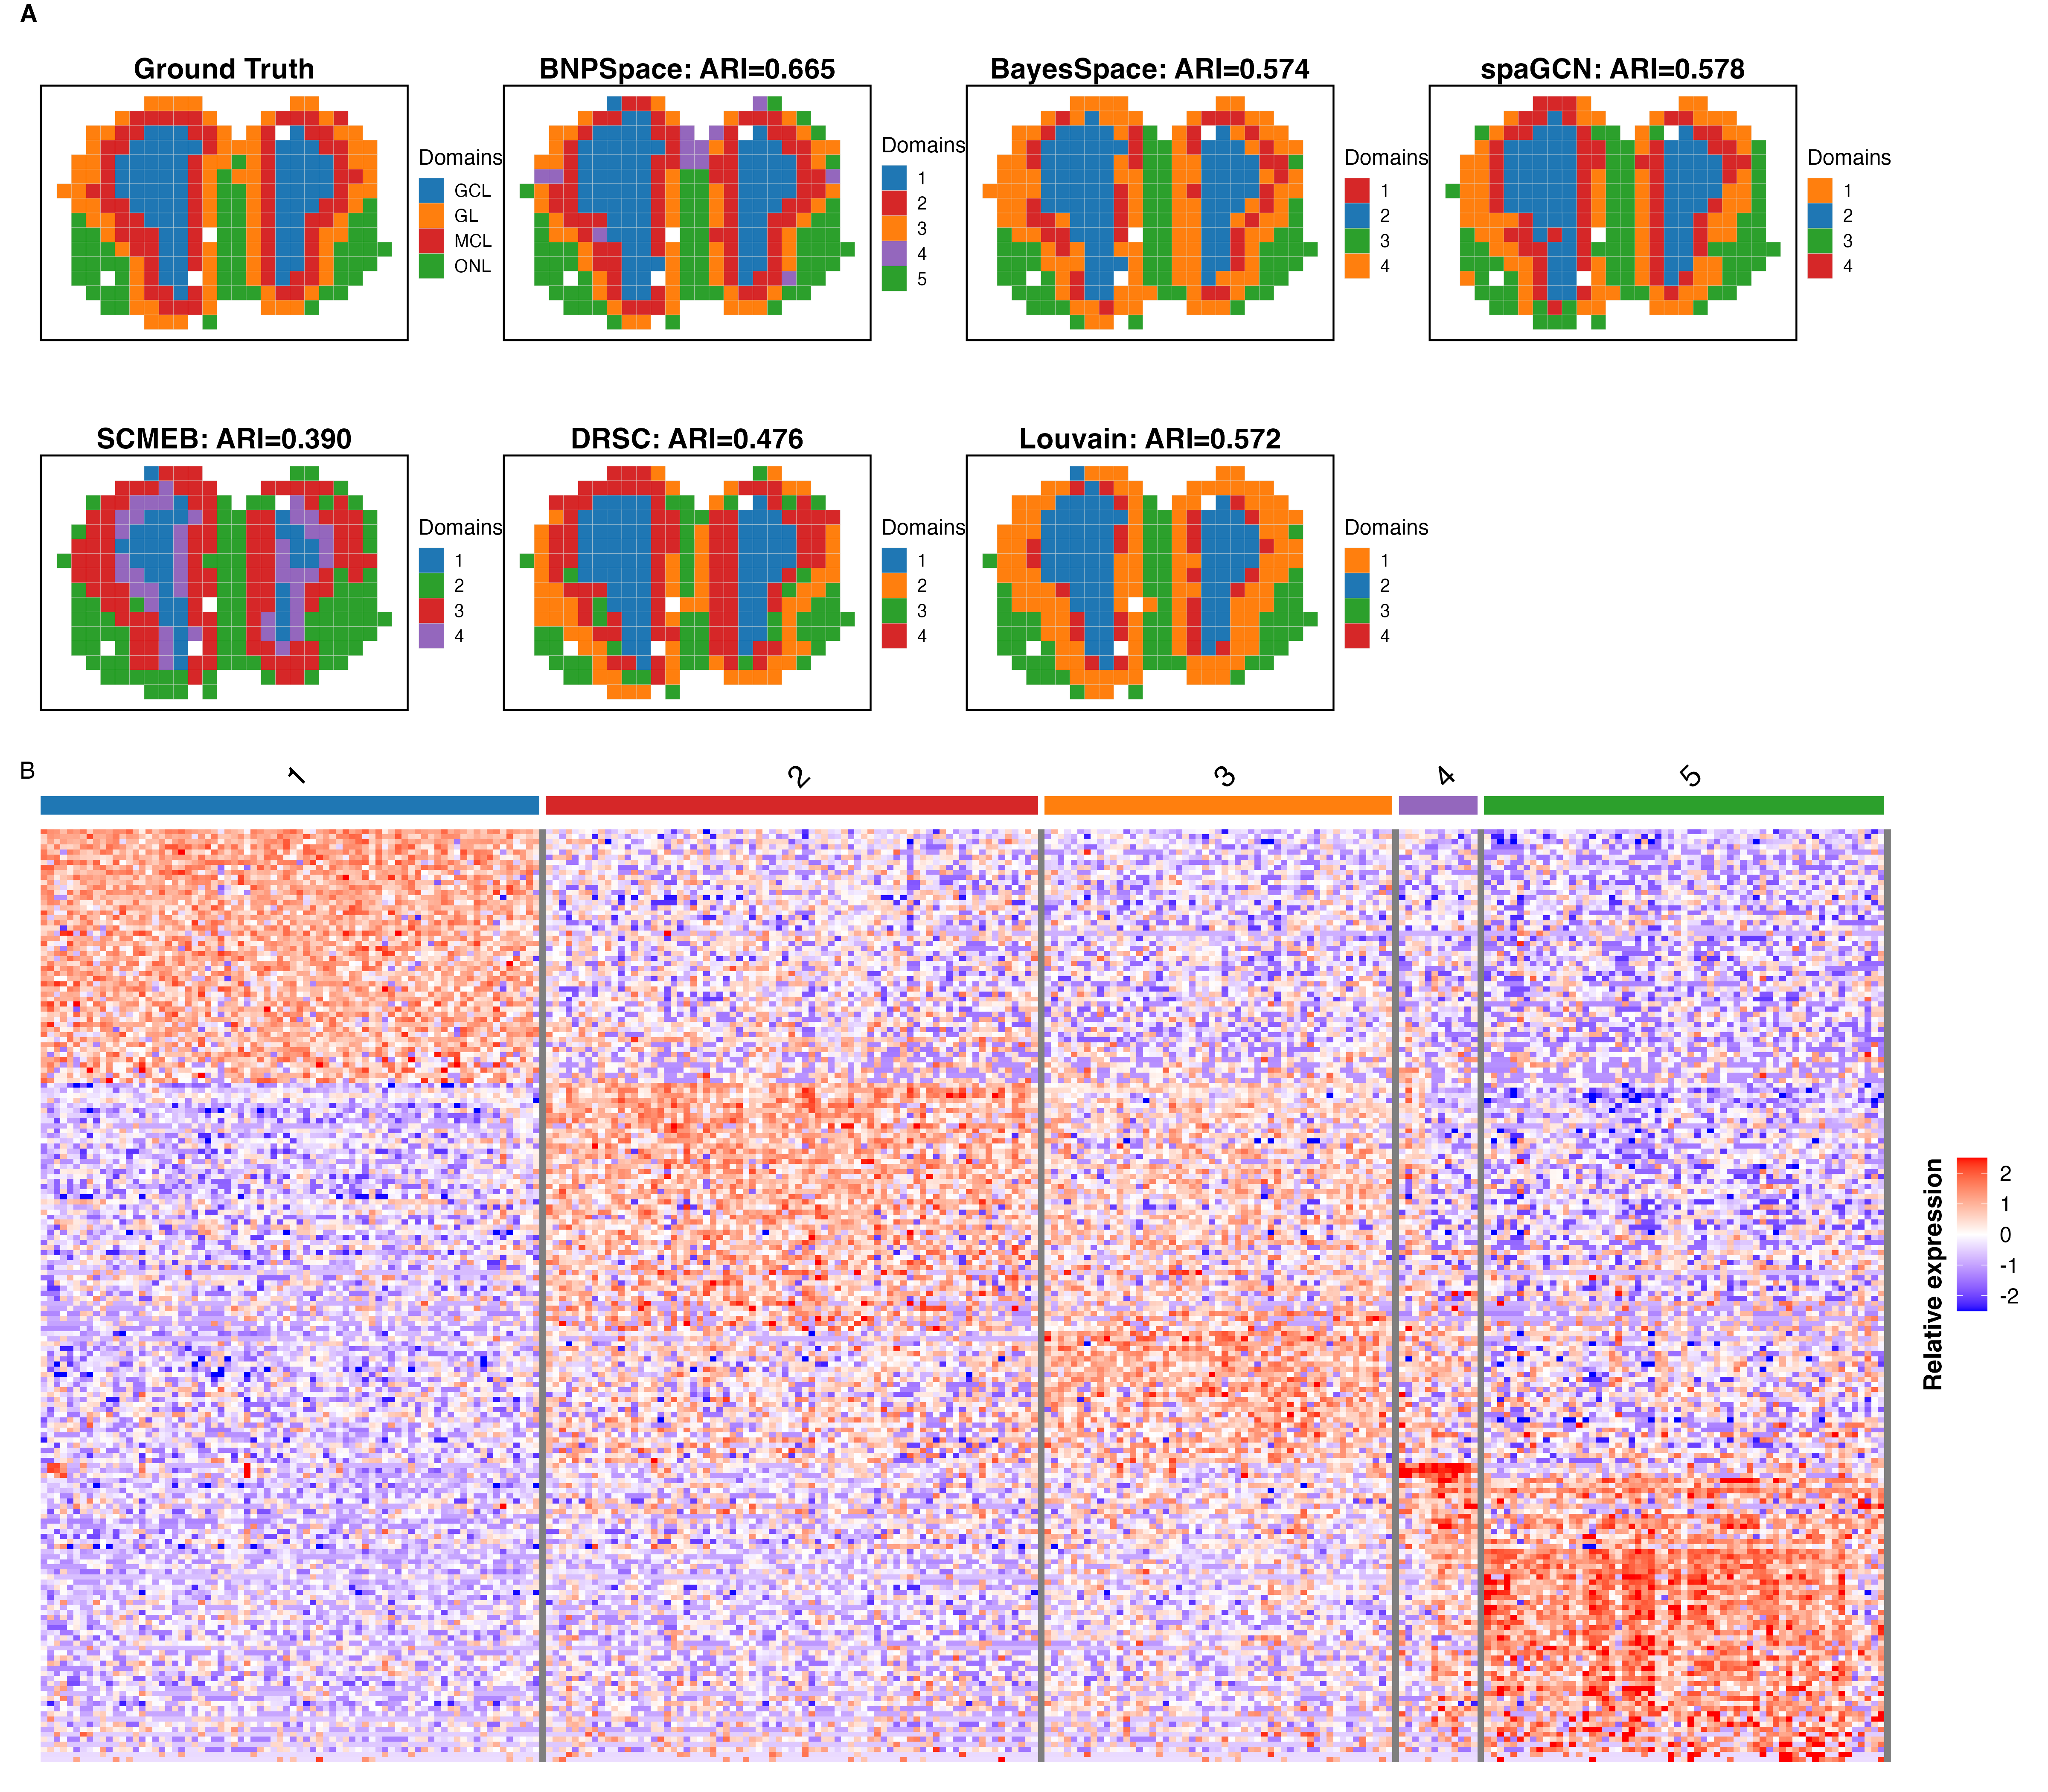 A
Ground Truth
Domains
GCL
GL
MCL
ONL
BNPSpace: ARI=0.665
Domains
1
2
3
4
5
BayesSpace: ARI=0.574
Domains
1
2
3
4
spaGCN: ARI=0.578
Domains
1
2
3
4
SCMEB: ARI=0.390
Domains
1
2
3
4
DRSC: ARI=0.476
Domains
1
2
3
4
Louvain: ARI=0.572
Domains
1
2
3
4
B
1
2
3
4
5
Relative expression
2
1
0
-1
-2